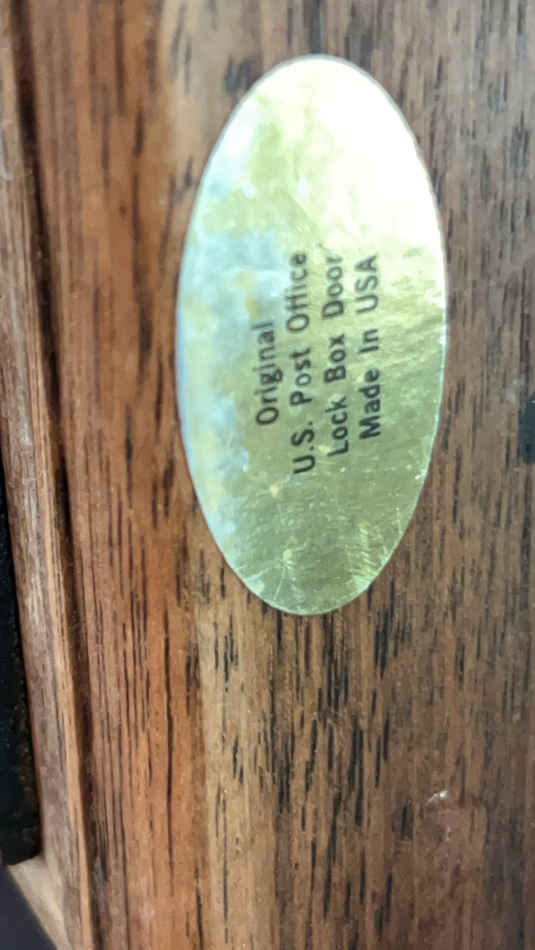 Original
U.S. Post Office
Lock Box Door
Made In USA